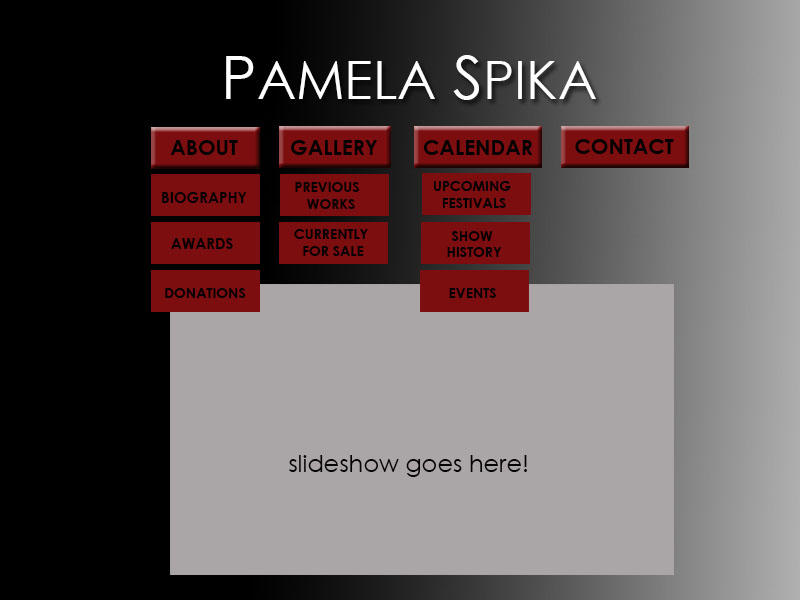 PAMELA SPIKA
ABOUT
GALLERY
CALENDAR
CONTACT
BIOGRAPHY
PREVIOUS
WORKS
UPCOMING
FESTIVALS
AWARDS
CURRENTLY
FOR SALE
SHOW
HISTORY
DONATIONS
EVENTS
slideshow goes here!